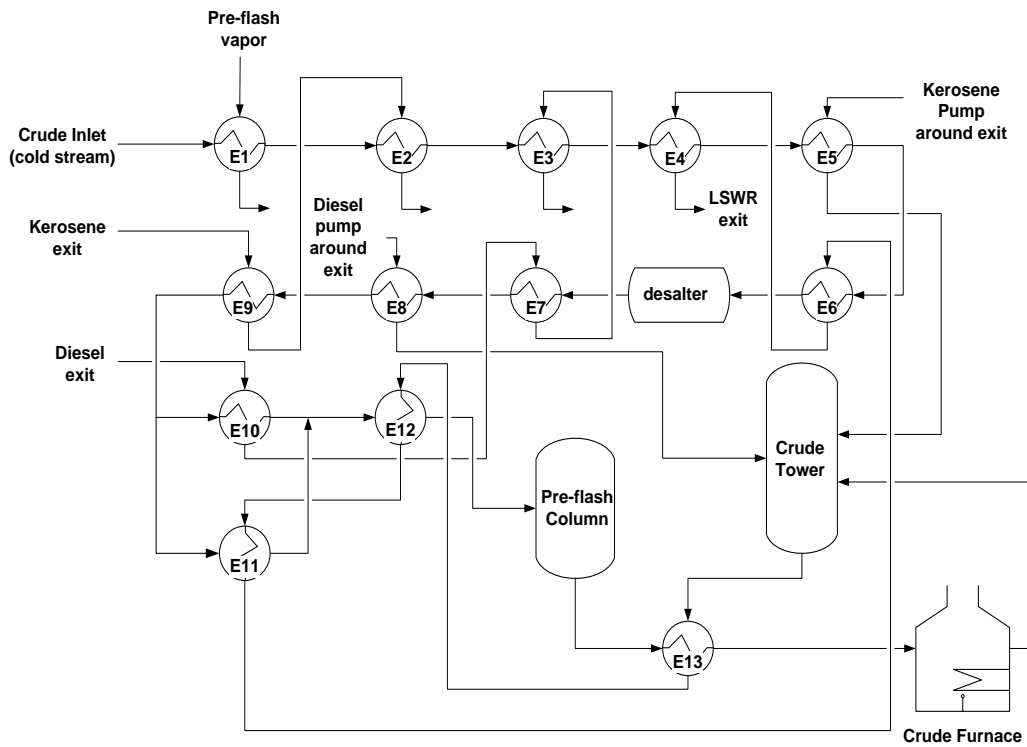 Pre-flash
vapor
Crude Inlet
(cold stream)
E1
E2
E3
E4
E5
Kerosene
Pump
around exit
LSWR
exit
Kerosene
exit
Diesel
pump
around
exit
E9
E8
E7
desalter
E6
Diesel
exit
E10
E12
E11
Pre-flash
Column
Crude
Tower
E13
Crude Furnace